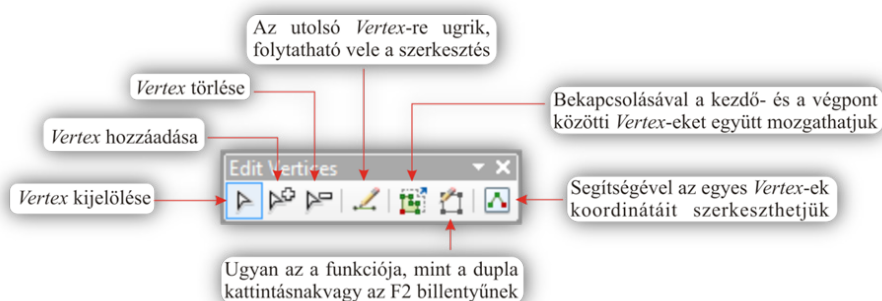 Az utolsó Vertex-re ugrik,
folytatható vele a szerkesztés
Vertex törlése
Bekapcsolásával a kezdő- és a végpont
közötti Vertex-eket együtt mozgathatjuk
Vertex hozzáadása
Edit Vertices
Vertex kijelölése
Segítségével az egyes Vertex-ek
koordinátáit szerkeszthetjük
Ugyan az a funkciója, mint a dupla
kattintásnakvagy az F2 billentyűnek